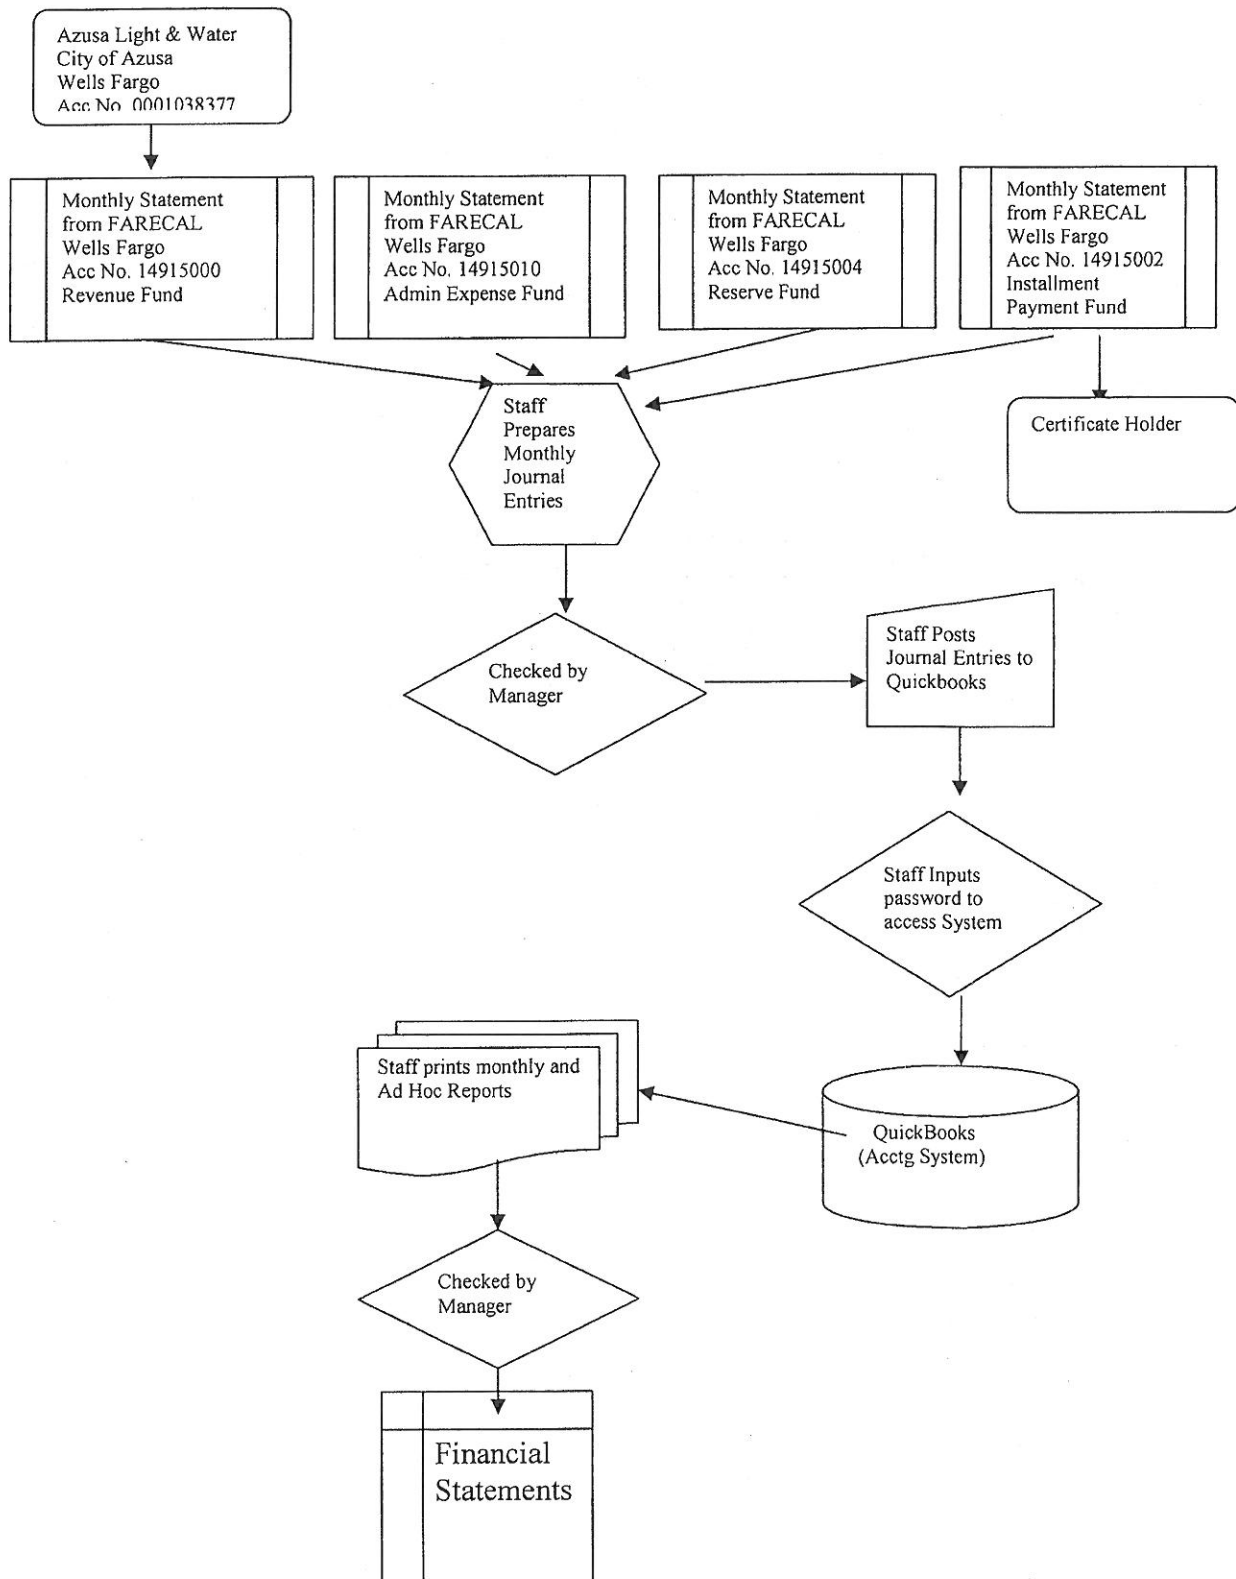 Azusa Light & Water
City of Azusa
Wells Fargo
Acc No. 0001038377
Monthly Statement
from FARECAL
Wells Fargo
Acc No. 14915000
Revenue Fund
Monthly Statement
from FARECAL
Wells Fargo
Acc No. 14915010
Admin Expense Fund
Monthly Statement
from FARECAL
Wells Fargo
Acc No. 14915004
Reserve Fund
Monthly Statement
from FARECAL
Wells Fargo
Acc No. 14915002
Installment
Payment Fund
Staff
Prepares
Monthly
Journal
Entries
Certificate Holder
Checked by
Manager
Staff Posts
Journal Entries to
Quickbooks
Staff Inputs
password to
access System
Staff prints monthly and
Ad Hoc Reports
QuickBooks
(Acctg System)
Checked by
Manager
Financial
Statements